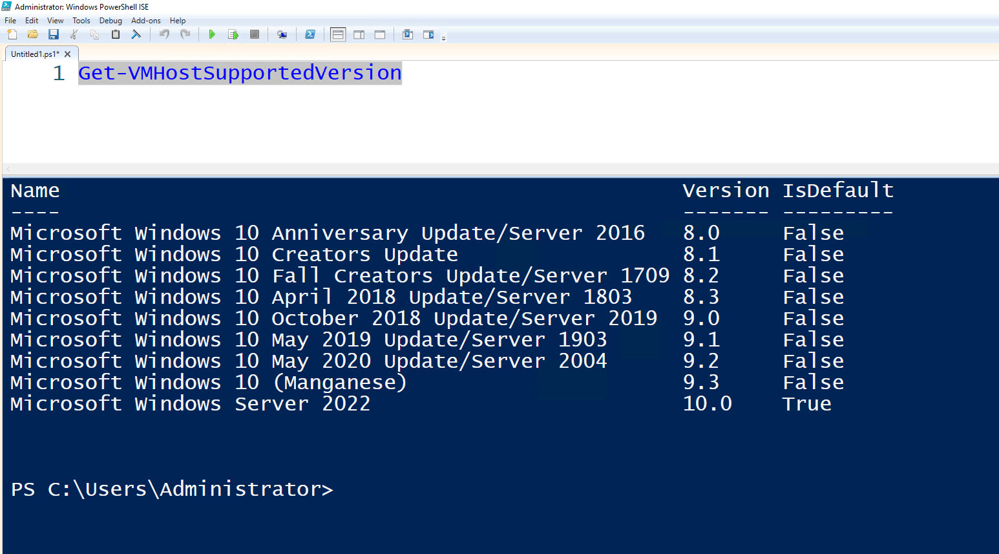 Administrator: Windows PowerShell ISE
File Edit View Tools Debug Add-ons Help
Untitled1.ps1* X
1 Get-VMHostSupportedVersion
Name Version IsDefault
---- ------- ---------
Microsoft Windows 10 Anniversary Update/Server 2016 8.0 False
Microsoft Windows 10 Creators Update 8.1 False
Microsoft Windows 10 Fall Creators Update/Server 1709 8.2 False
Microsoft Windows 10 April 2018 Update/Server 1803 8.3 False
Microsoft Windows 10 October 2018 Update/Server 2019 9.0 False
Microsoft Windows 10 May 2019 Update/Server 1903 9.1 False
Microsoft Windows 10 May 2020 Update/Server 2004 9.2 False
Microsoft Windows 10 (Manganese) 9.3 False
Microsoft Windows Server 2022 10.0 True
PS C:\Users\Administrator>